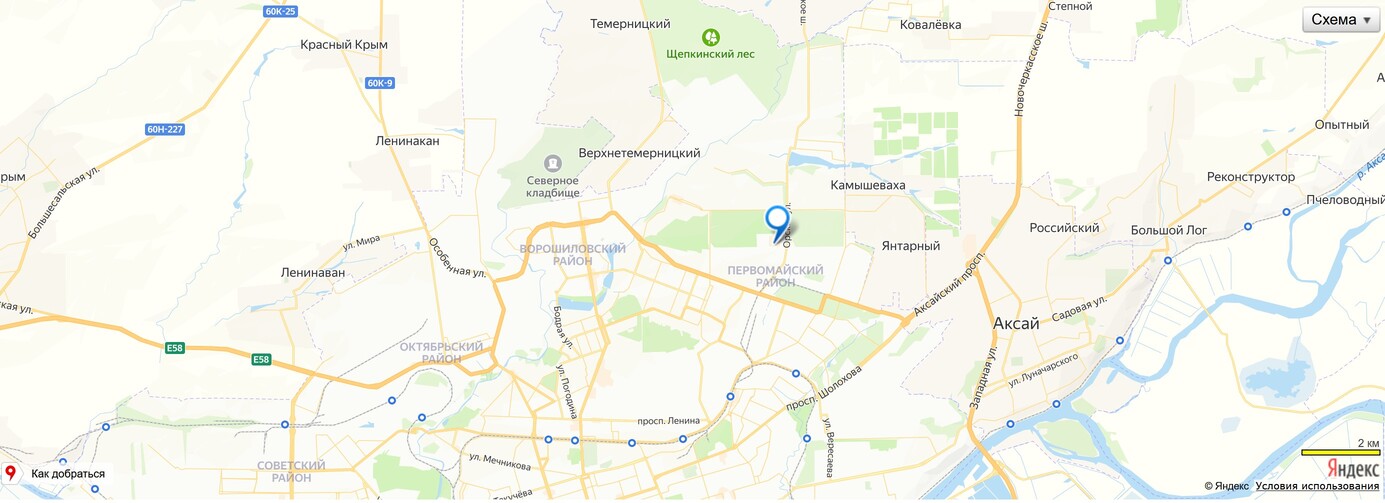 60К-25
Темерницкий
Степной
Ковалёвка
Схема
Красный Крым
Щепкинский лес
60К-9
Новочеркасское ш.
60Н-227
Опытный
Ленинакан
Верхнетемерницкий
Северное
кладбище
Камышеваха
Реконструктор
р. Акса
Пчеловодный
Большесальская ул.
Российский
Большой Лог
ул. Мира
Особенная ул.
ВОРОШИЛОВСКИЙ
РАЙОН
Янтарный
Ленинаван
ПЕРВОМАЙСКИЙ
РАЙОН
Аксайский просп.
Садовая ул.
Аксай
Бодрая ул.
Е58
Е58
ОКТЯБРЬСКИЙ
РАЙОН
Западная ул.
ул. Луначарского
ул. Погодина
просп. Шолохова
просп. Ленина
ул. Вересаева
2 км
ул. Мечникова
СОВЕТСКИЙ
РАЙОН
Как добраться
Яндекс
© Яндекс Условия использования